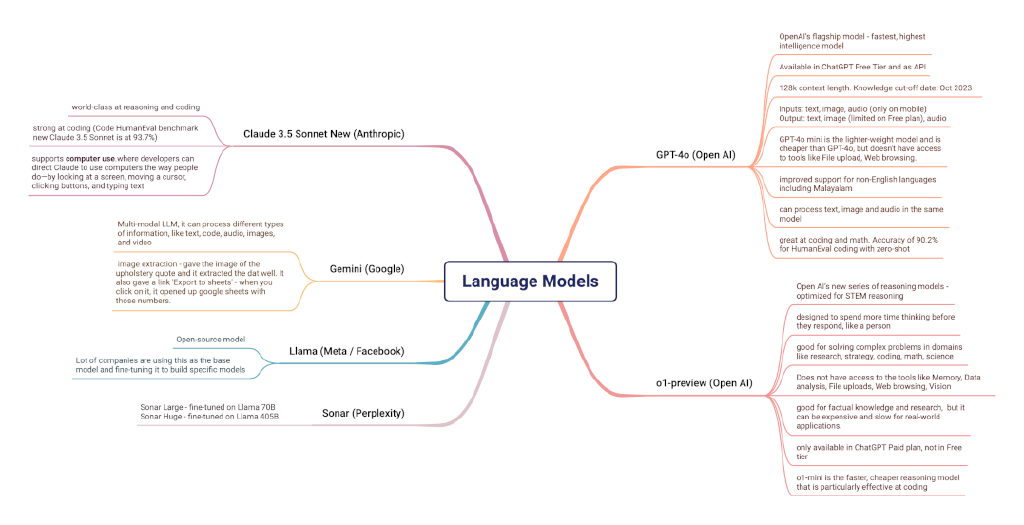 Language Models
Claude 3.5 Sonnet New (Anthropic)
world-class at reasoning and coding
strong at coding (Code HumanEval benchmark
new Claude 3.5 Sonnet is at 93.7%)
supports computer use, where developers can
direct Claude to use computers the way people
do—by looking at a screen, moving a cursor,
clicking buttons, and typing text
Gemini (Google)
Multi-modal LLM, it can process different types
of information, like text, code, audio, images,
and video
image extraction - gave the image of the
upholstery quote and it extracted the dat well. It
also gave a link 'Export to sheets' - when you
click on it, it opened up google sheets with
these numbers.
Llama (Meta / Facebook)
Open-source model
Lot of companies are using this as the base
model and fine-tuning it to build specific models
Sonar (Perplexity)
Sonar Large - fine-tuned on Llama 70B
Sonar Huge - fine-tuned on Llama 405B
GPT-4o (Open AI)
OpenAI's flagship model - fastest, highest
intelligence model
Available in ChatGPT Free Tier and as API
128k context length. Knowledge cut-off date: Oct 2023
Inputs: text, image, audio (only on mobile)
Output: text, image (limited on Free plan), audio
GPT-4o mini is the lighter-weight model and is
cheaper than GPT-4o, but doesn't have access
to tools like File upload, Web browsing.
improved support for non-English languages
including Malayalam
can process text, image and audio in the same
model
great at coding and math. Accuracy of 90.2%
for HumanEval coding with zero-shot
o1-preview (Open AI)
Open AI's new series of reasoning models -
optimized for STEM reasoning
designed to spend more time thinking before
they respond, like a person
good for solving complex problems in domains
like research, strategy, coding, math, science
Does not have access to the tools like Memory, Data
analysis, File uploads, Web browsing, Vision
good for factual knowledge and research, but it
can be expensive and slow for real-world
applications.
only available in ChatGPT Paid plan, not in Free
tier
o1-mini is the faster, cheaper reasoning model
that is particularly effective at coding